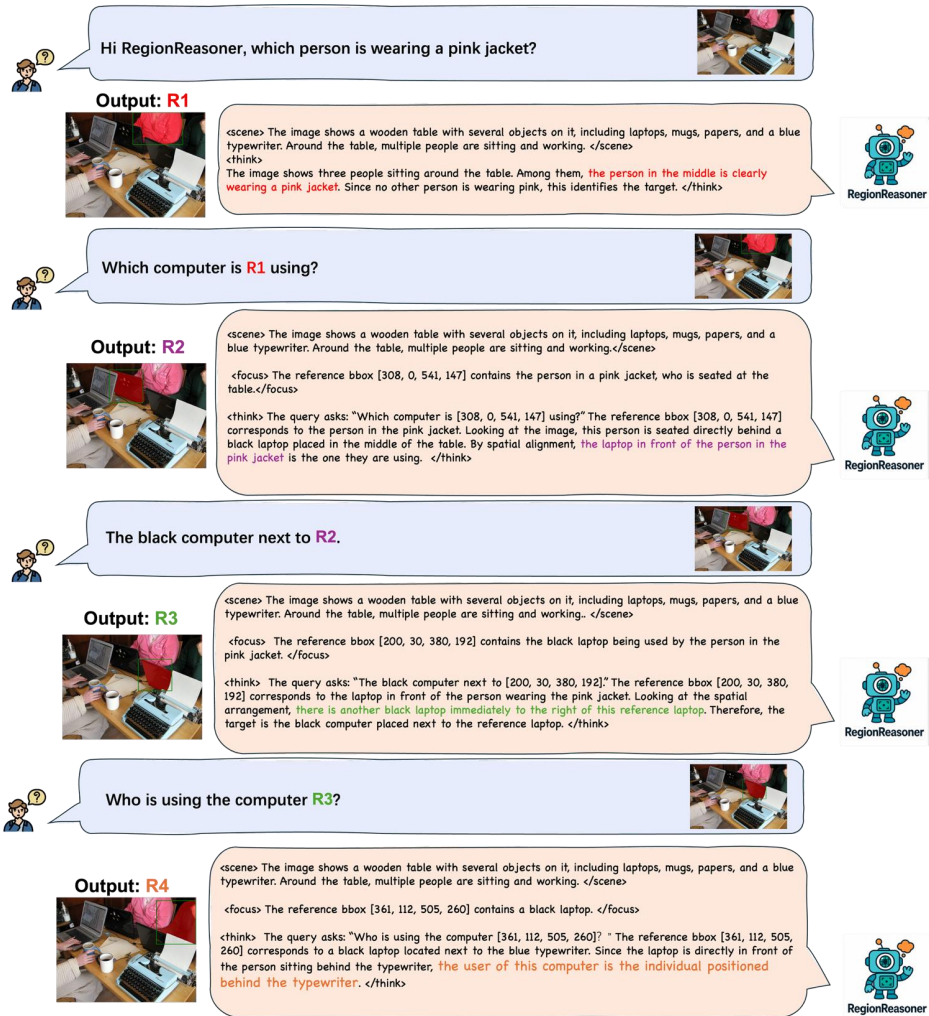 Hi RegionReasoner, which person is wearing a pink jacket?
Output: R1
<scene> The image shows a wooden table with several objects on it, including laptops, mugs, papers, and a blue
typewriter. Around the table, multiple people are sitting and working. </scene>
<think>
The image shows three people sitting around the table. Among them, the person in the middle is clearly
wearing a pink jacket. Since no other person is wearing pink, this identifies the target. </think>
RegionReasoner
Which computer is R1 using?
Output: R2
<scene> The image shows a wooden table with several objects on it, including laptops, mugs, papers, and a
blue typewriter. Around the table, multiple people are sitting and working.</scene>
<focus> The reference bbox [308, 0, 541, 147] contains the person in a pink jacket, who is seated at the
table.</focus>
<think> The query asks: “Which computer is [308, 0, 541, 147] using?” The reference bbox [308, 0, 541, 147]
corresponds to the person in the pink jacket. Looking at the image, this person is seated directly behind a
black laptop placed in the middle of the table. By spatial alignment, the laptop in front of the person in the
pink jacket is the one they are using. </think>
RegionReasoner
The black computer next to R2.
Output: R3
<scene> The image shows a wooden table with several objects on it, including laptops, mugs, papers, and a blue
typewriter. Around the table, multiple people are sitting and working.. </scene>
<focus> The reference bbox [200, 30, 380, 192] contains the black laptop being used by the person in the
pink jacket. </focus>
<think> The query asks: “The black computer next to [200, 30, 380, 192].” The reference bbox [200, 30, 380,
192] corresponds to the laptop in front of the person wearing the pink jacket. Looking at the spatial
arrangement, there is another black laptop immediately to the right of this reference laptop. Therefore, the
target is the black computer placed next to the reference laptop. </think>
RegionReasoner
Who is using the computer R3?
Output: R4
<scene> The image shows a wooden table with several objects on it, including laptops, mugs, papers, and a blue
typewriter. Around the table, multiple people are sitting and working. </scene>
<focus> The reference bbox [361, 112, 505, 260] contains a black laptop. </focus>
<think> The query asks: “Who is using the computer [361, 112, 505, 260]? " The reference bbox [361, 112, 505,
260] corresponds to a black laptop located next to the blue typewriter. Since the laptop is directly in front of
the person sitting behind the typewriter, the user of this computer is the individual positioned
behind the typewriter. </think>
RegionReasoner